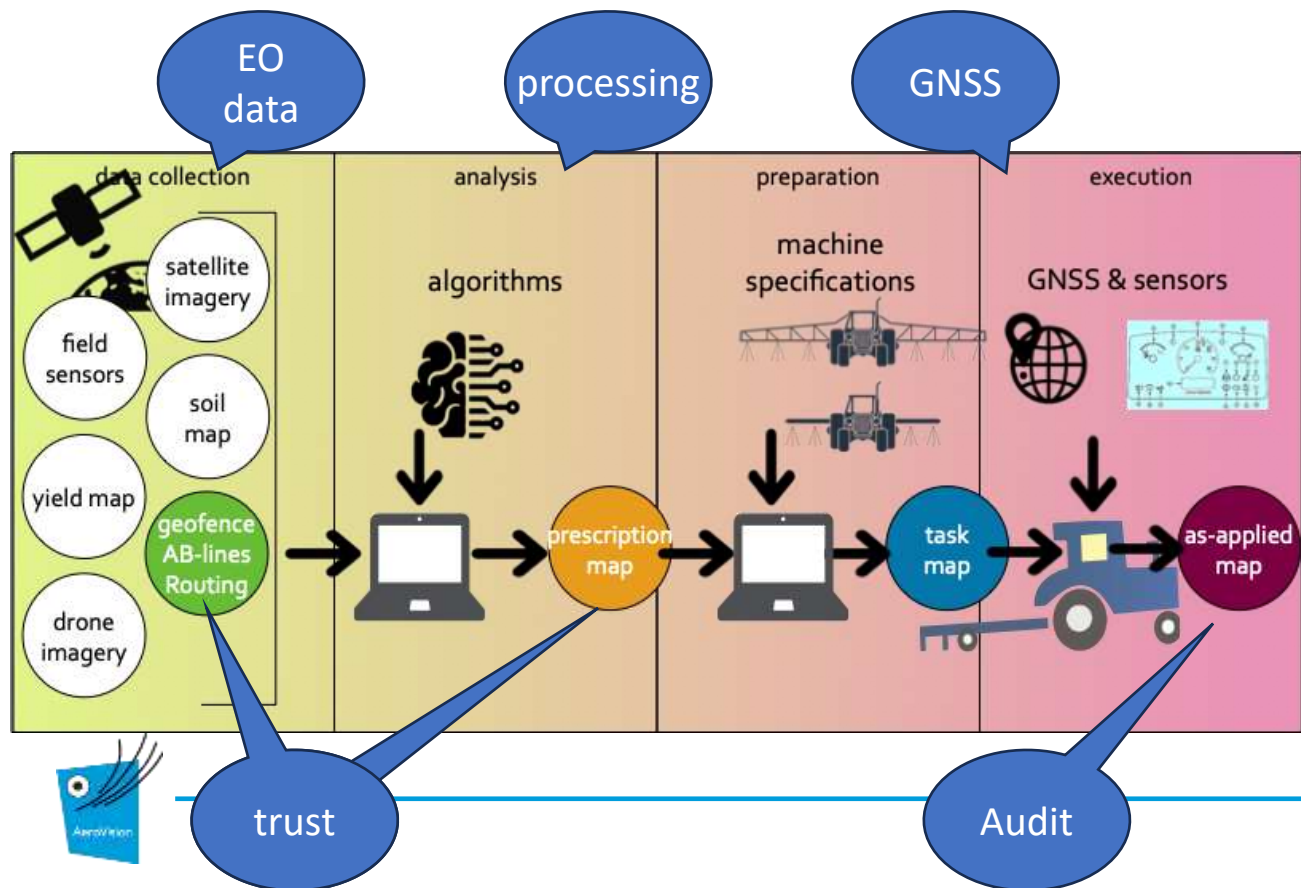 EO
data
processing
GNSS
data collection
analysis
preparation
execution
satellite
imagery
field
sensors
soil
map
yield map
geofence
AB-lines
Routing
drone
imagery
algorithms
prescription
map
machine
specifications
task
map
GNSS & sensors
as-applied
map
AeroVision
trust
Audit